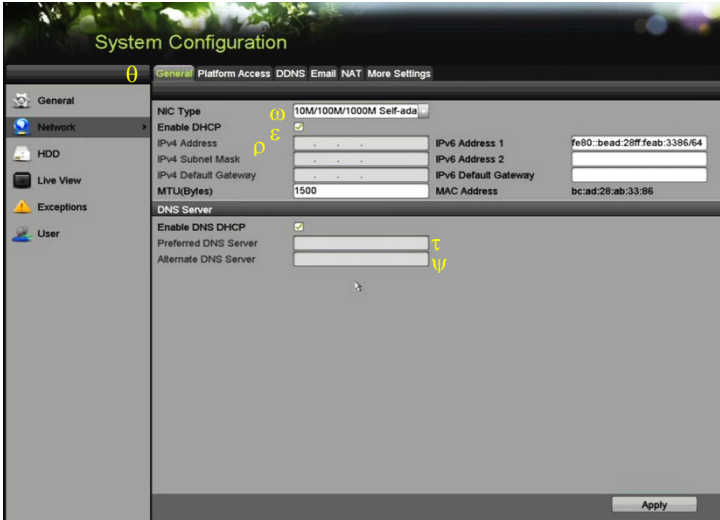 System Configuration
θ General Platform Access DDNS Email NAT More Settings
General
Network
HDD
Live View
Exceptions
User
NIC Type ω 10M/100M/1000M Self-ada
Enable DHCP ε
IPv4 Address ρ . . . IPv6 Address 1 fe80::bead:28ff:feab:3386/64
IPv4 Subnet Mask . . . IPv6 Address 2
IPv4 Default Gateway . . . IPv6 Default Gateway
MTU(Bytes) 1500 MAC Address bc:ad:28:ab:33:86
DNS Server
Enable DNS DHCP
Preferred DNS Server τ
Alternate DNS Server ψ
Apply